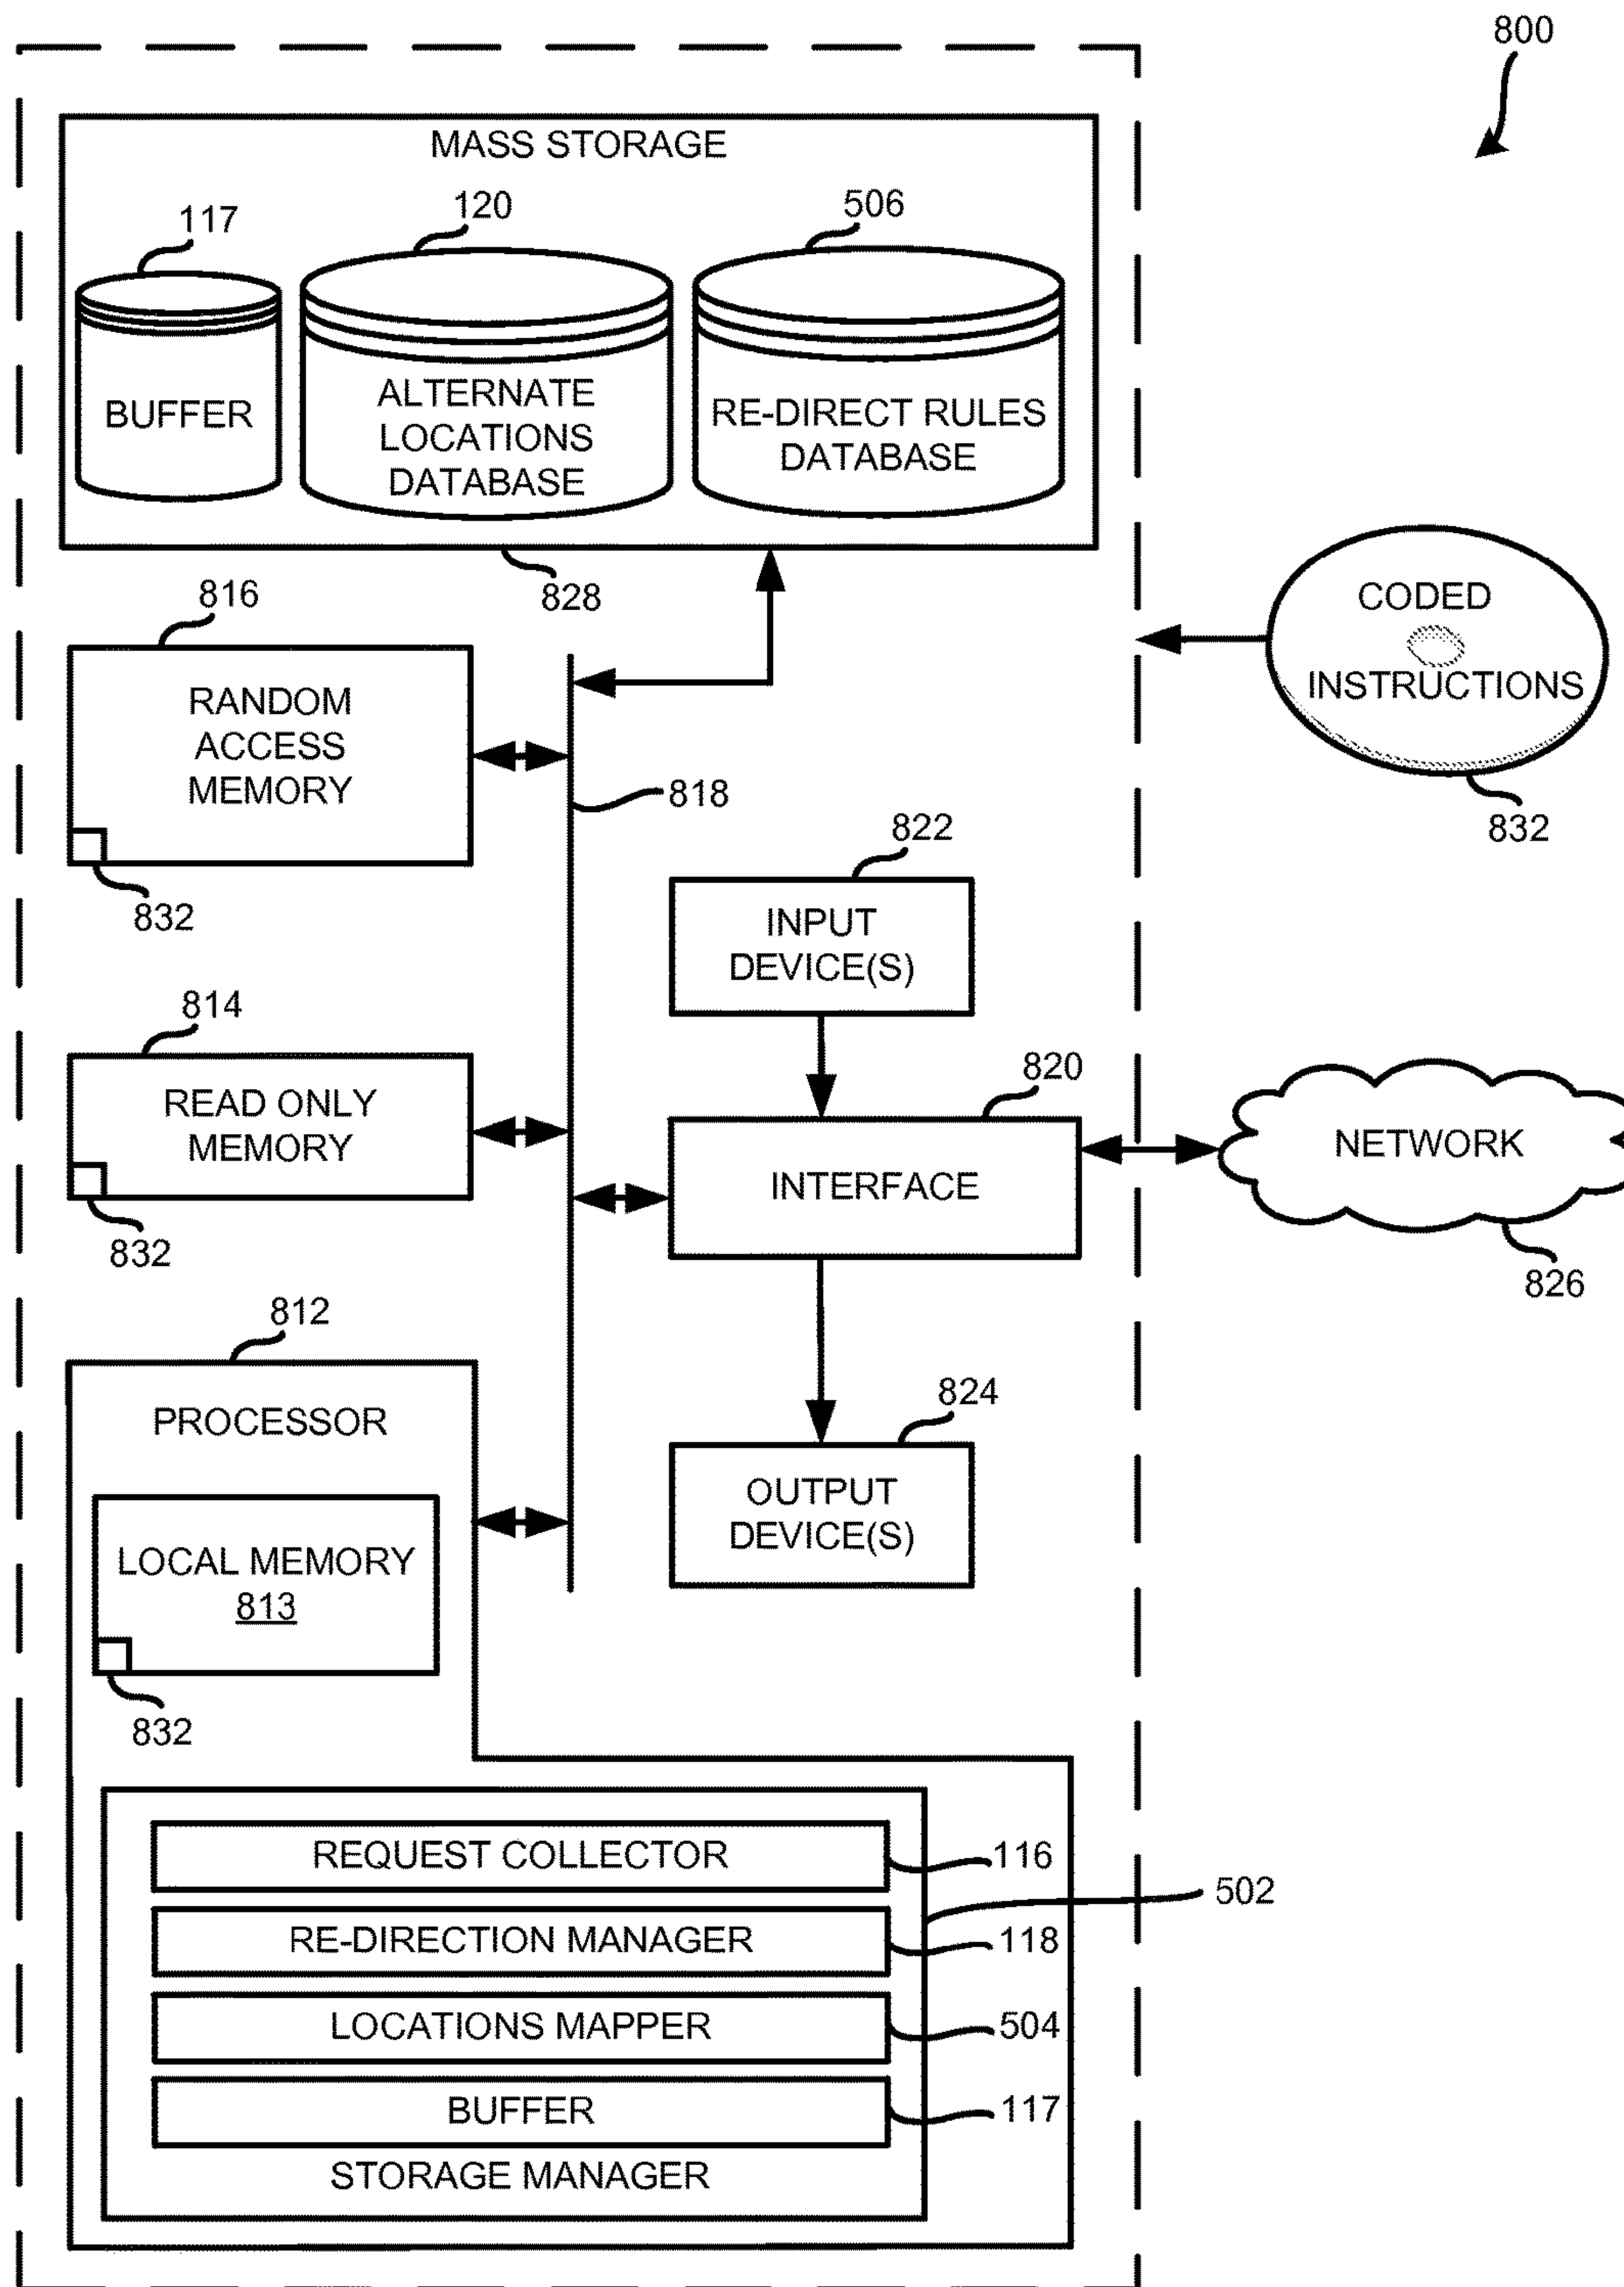 800
MASS STORAGE
117
120
506
BUFFER
ALTERNATE
LOCATIONS
DATABASE
RE-DIRECT RULES
DATABASE
828
816
RANDOM
ACCESS
MEMORY
832
818
CODED
INSTRUCTIONS
832
822
INPUT
DEVICE(S)
814
READ ONLY
MEMORY
832
820
INTERFACE
NETWORK
826
812
PROCESSOR
LOCAL MEMORY
813
832
824
OUTPUT
DEVICE(S)
REQUEST COLLECTOR
116
502
RE-DIRECTION MANAGER
118
LOCATIONS MAPPER
504
BUFFER
117
STORAGE MANAGER